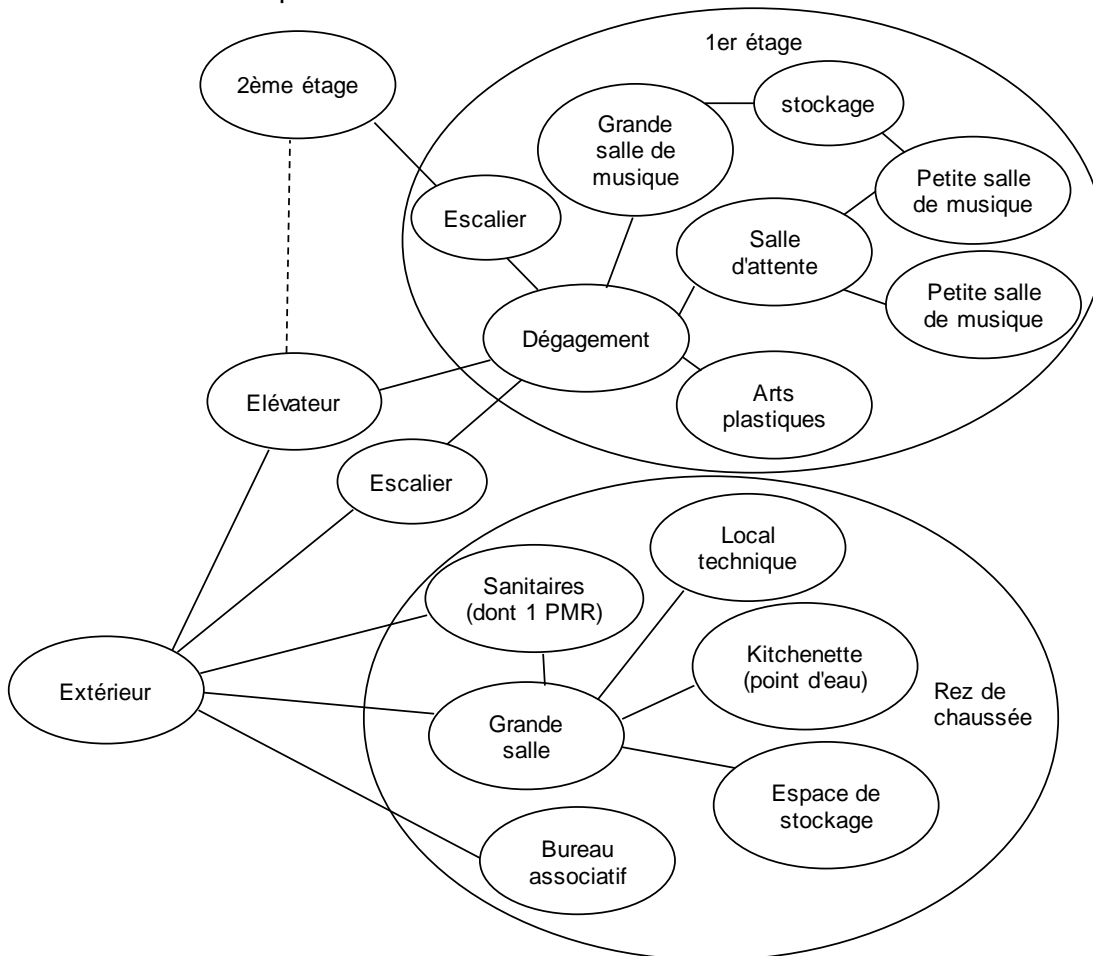 1er étage
2ème étage
stockage
Grande
salle de
musique
Petite salle
de musique
Escalier
Salle
d'attente
Petite salle
de musique
Dégagement
Elévateur
Arts
plastiques
Escalier
Local
technique
Sanitaires
(dont 1 PMR)
Kitchenette
(point d'eau)
Extérieur
Rez de
chaussée
Grande
salle
Espace de
stockage
Bureau
associatif